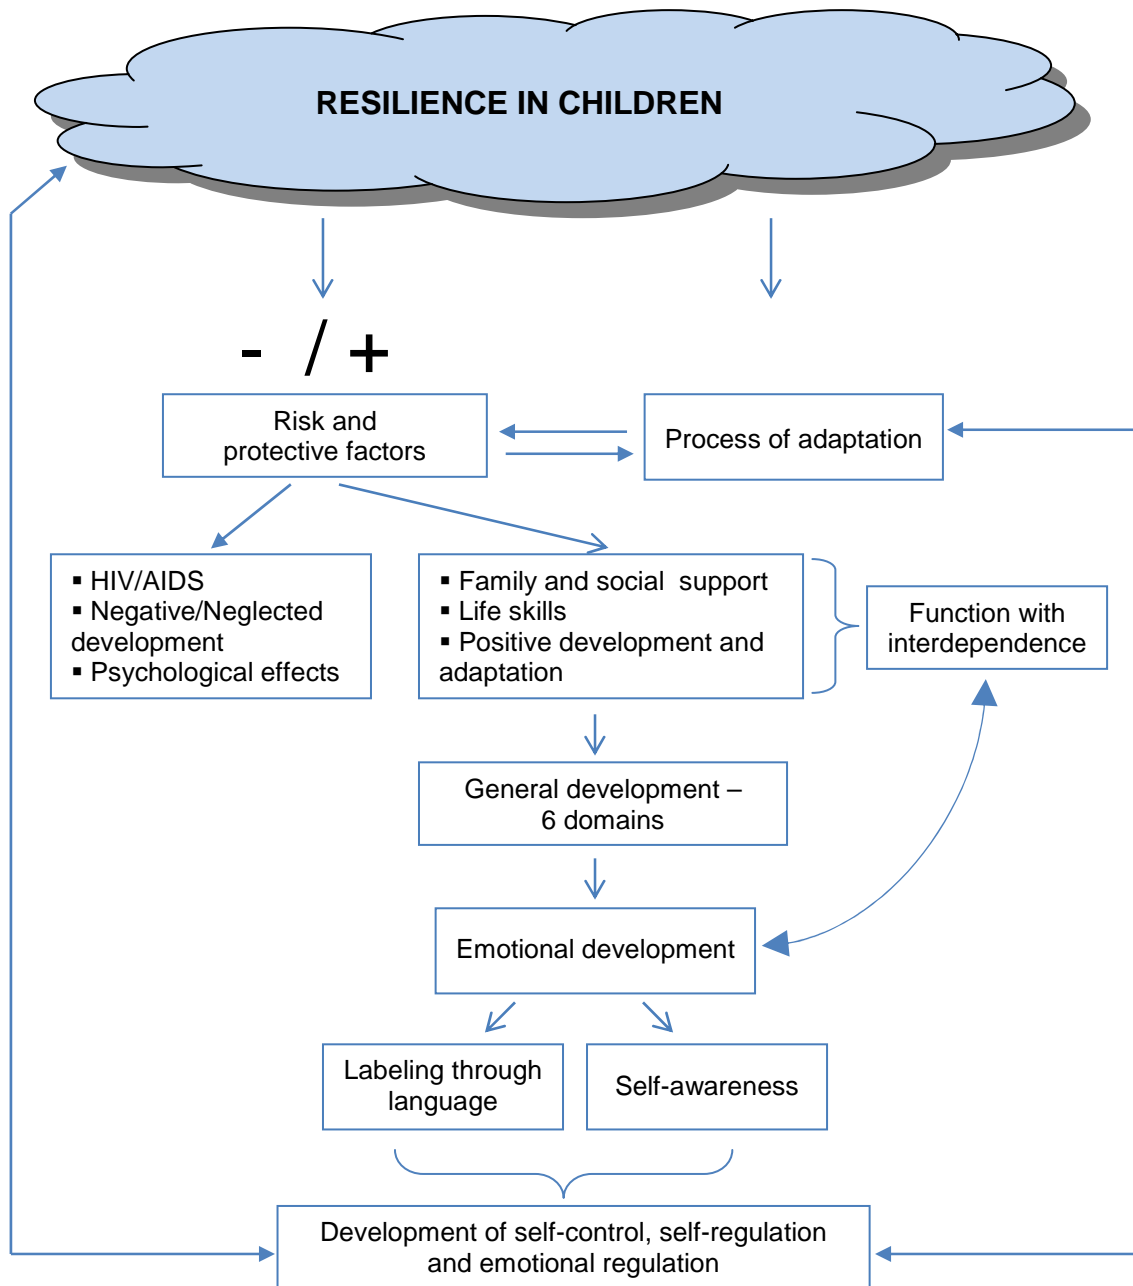 RESILIENCE IN CHILDREN
- / +
Risk and
protective factors
Process of adaptation
▪ HIV/AIDS
▪ Negative/Neglected
development
▪ Psychological effects
▪ Family and social support
▪ Life skills
▪ Positive development and
adaptation
Function with
interdependence
General development –
6 domains
Emotional development
Labeling through
language
Self-awareness
Development of self-control, self-regulation
and emotional regulation